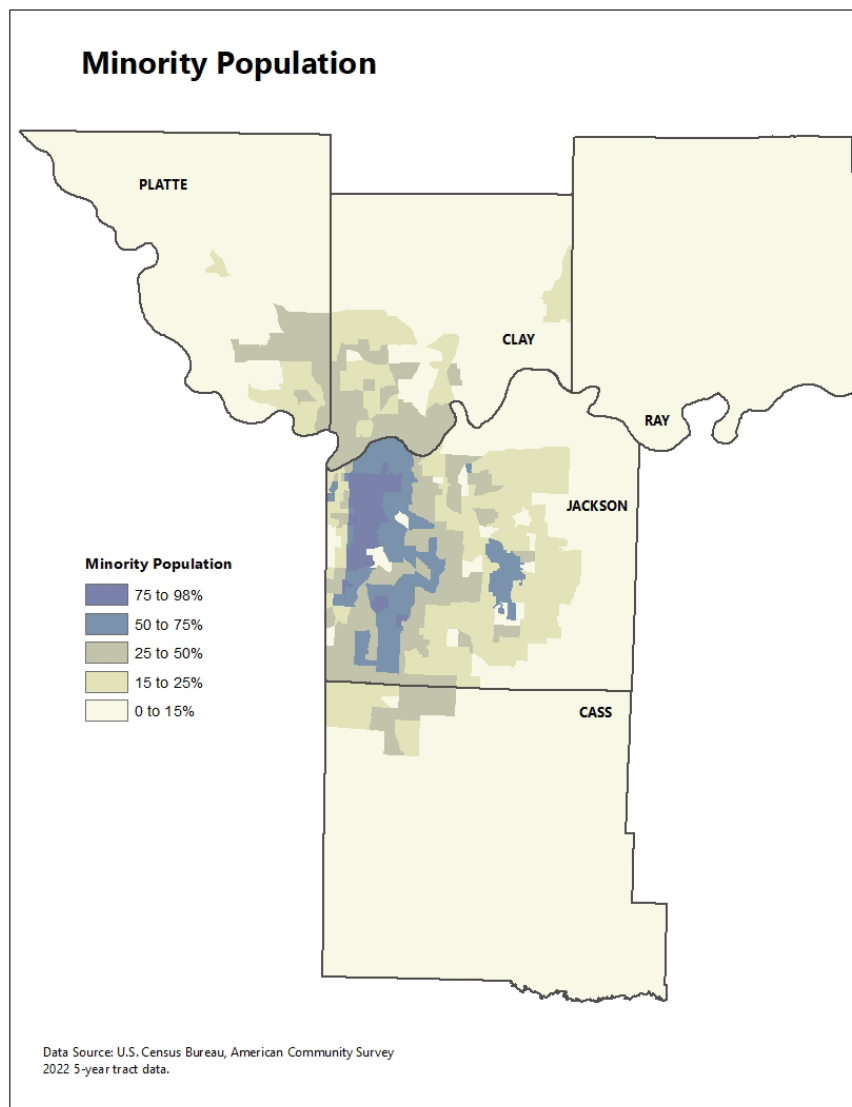 Minority Population
PLATTE
CLAY
RAY
JACKSON
CASS
Minority Population
75 to 98%
50 to 75%
25 to 50%
15 to 25%
0 to 15%
Data Source: U.S. Census Bureau, American Community Survey
2022 5-year tract data.